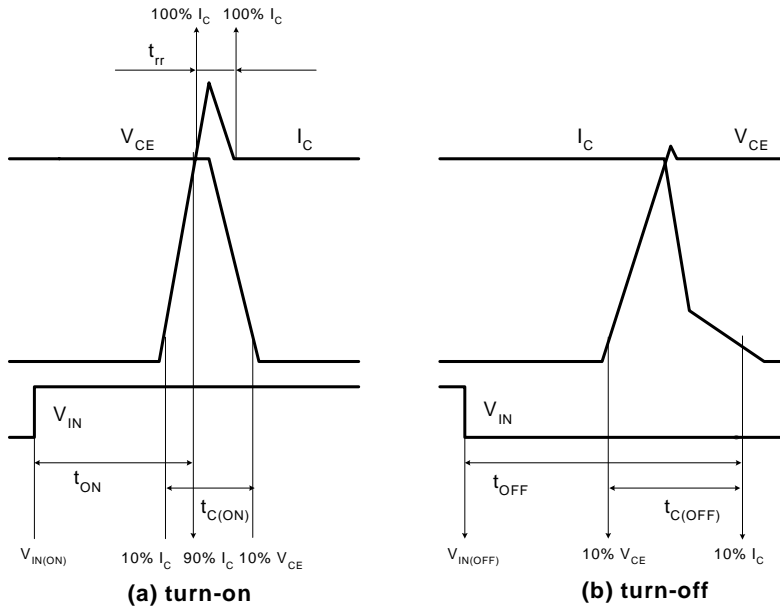 100% I_C 100% I_C
t_rr
V_CE I_C
I_C V_CE
V_IN
V_IN
t_ON
t_OFF
t_C(ON)
t_C(OFF)
V_IN(ON) 10% I_C 90% I_C 10% V_CE
V_IN(OFF) 10% V_CE 10% I_C
(a) turn-on
(b) turn-off